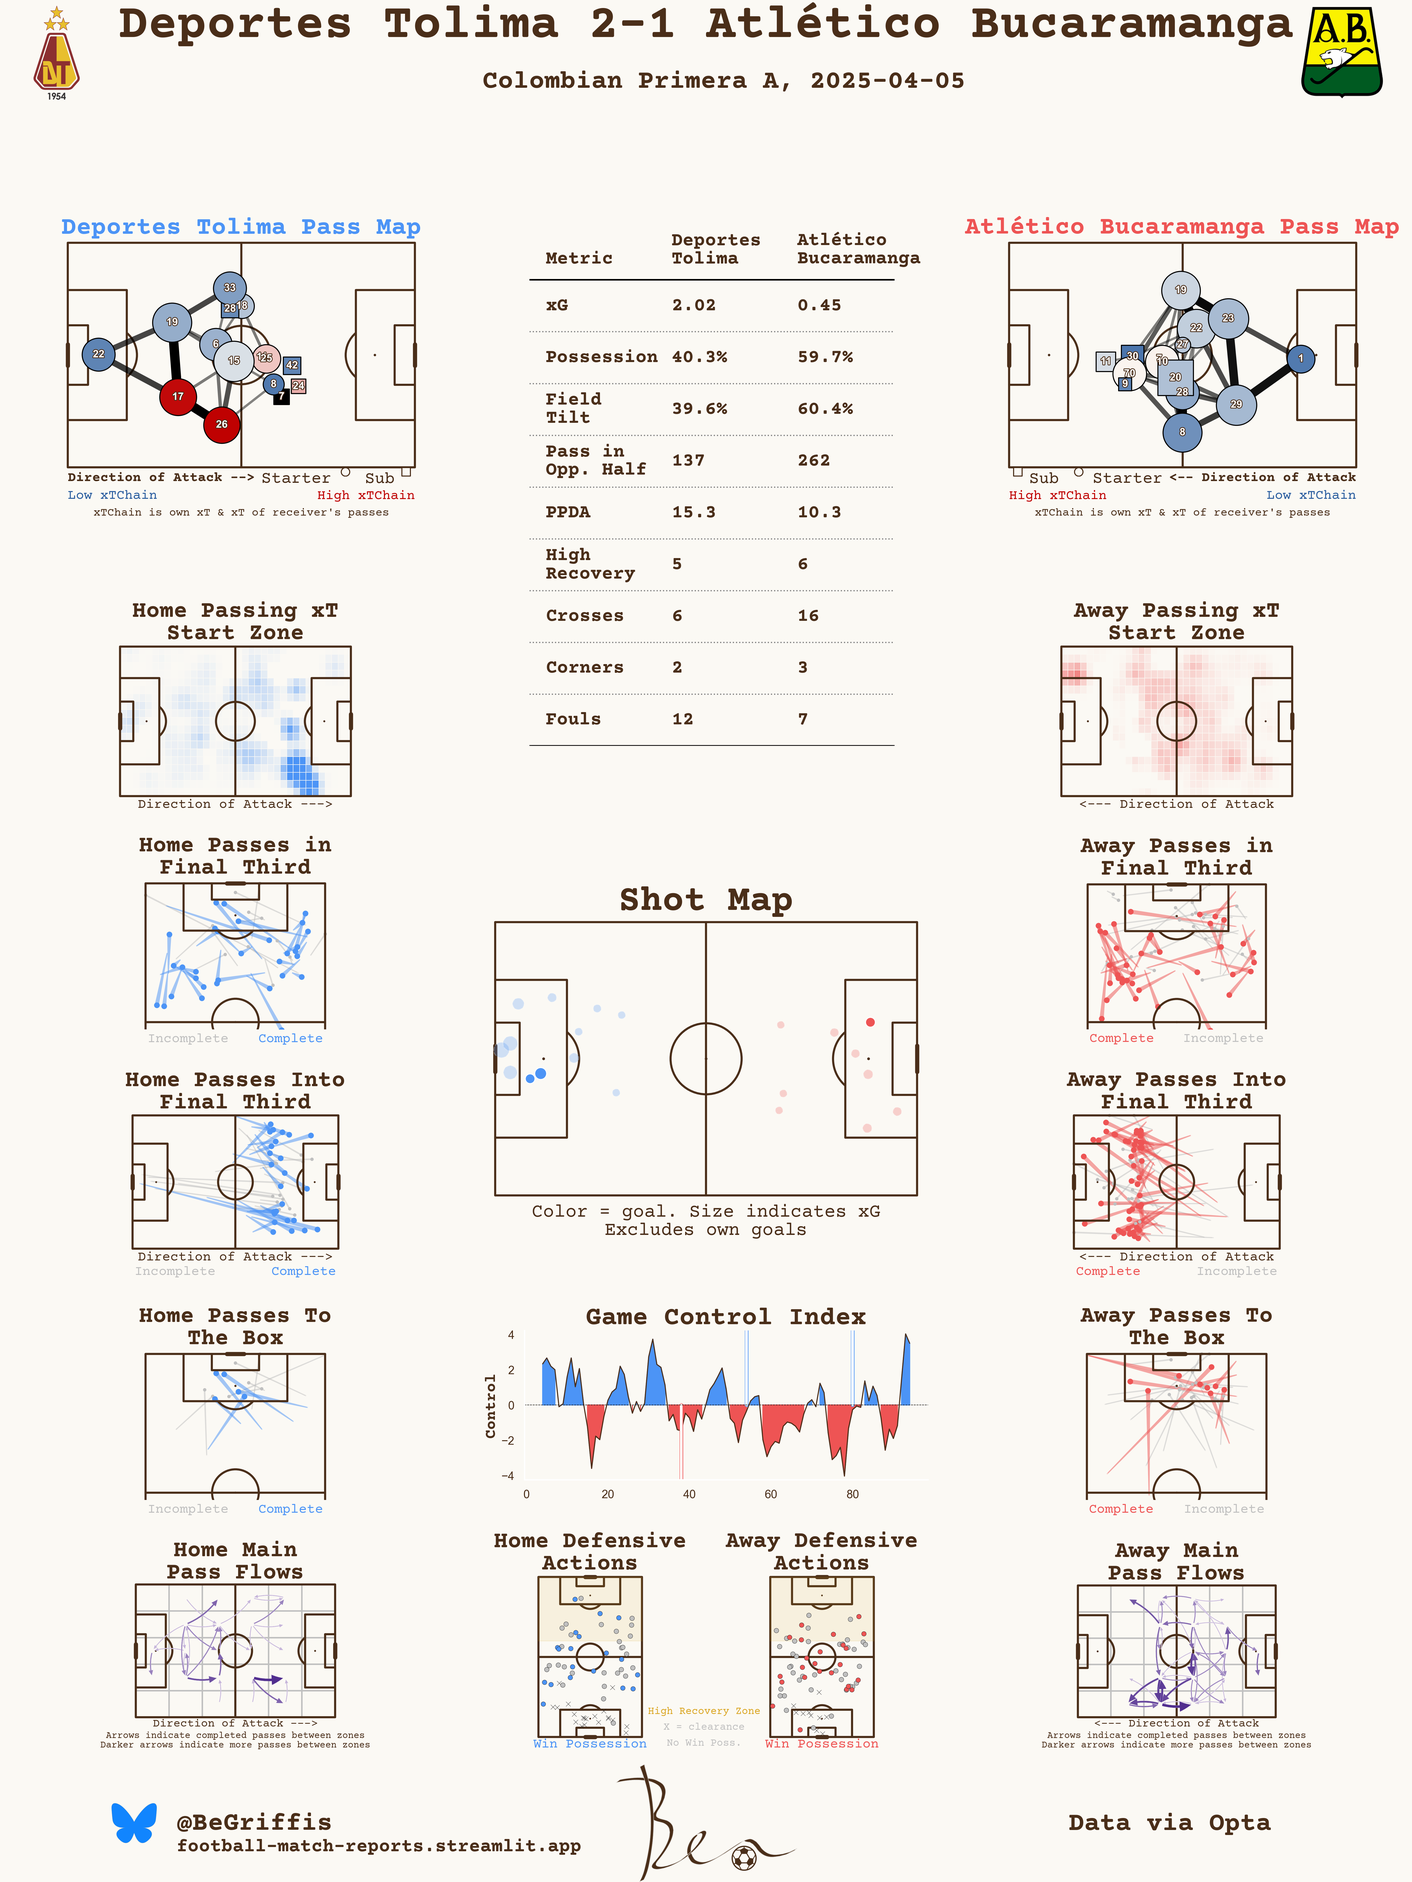 Deportes Tolima 2-1 Atlético Bucaramanga
Colombian Primera A, 2025-04-05
DT
1954
A.B.
Deportes Tolima Pass Map
33
28
18
19
6
22
15
125
42
8
24
7
17
26
Direction of Attack --> Starter Sub
Low xTChain High xTChain
xTChain is own xT & xT of receiver's passes
Metric Deportes Tolima Atlético Bucaramanga
xG 2.02 0.45
Possession 40.3% 59.7%
Field Tilt 39.6% 60.4%
Pass in Opp. Half 137 262
PPDA 15.3 10.3
High Recovery 5 6
Crosses 6 16
Corners 2 3
Fouls 12 7
Atlético Bucaramanga Pass Map
19
23
22
27
11
30
10
1
70
20
9
28
29
8
Sub Starter <-- Direction of Attack
High xTChain Low xTChain
xTChain is own xT & xT of receiver's passes
Home Passing xT
Start Zone
Direction of Attack --->
Away Passing xT
Start Zone
<--- Direction of Attack
Home Passes in
Final Third
Incomplete Complete
Away Passes in
Final Third
Complete Incomplete
Shot Map
Color = goal. Size indicates xG
Excludes own goals
Home Passes Into
Final Third
Direction of Attack --->
Incomplete Complete
Away Passes Into
Final Third
<--- Direction of Attack
Complete Incomplete
Home Passes To
The Box
Incomplete Complete
Game Control Index
Control
4
2
0
−2
−4
0 20 40 60 80
Away Passes To
The Box
Complete Incomplete
Home Main
Pass Flows
Direction of Attack --->
Arrows indicate completed passes between zones
Darker arrows indicate more passes between zones
Home Defensive
Actions
Win Possession
Away Defensive
Actions
Win Possession
High Recovery Zone
X = clearance
No Win Poss.
Away Main
Pass Flows
<--- Direction of Attack
Arrows indicate completed passes between zones
Darker arrows indicate more passes between zones
@BeGriffis
football-match-reports.streamlit.app
Ben
Data via Opta